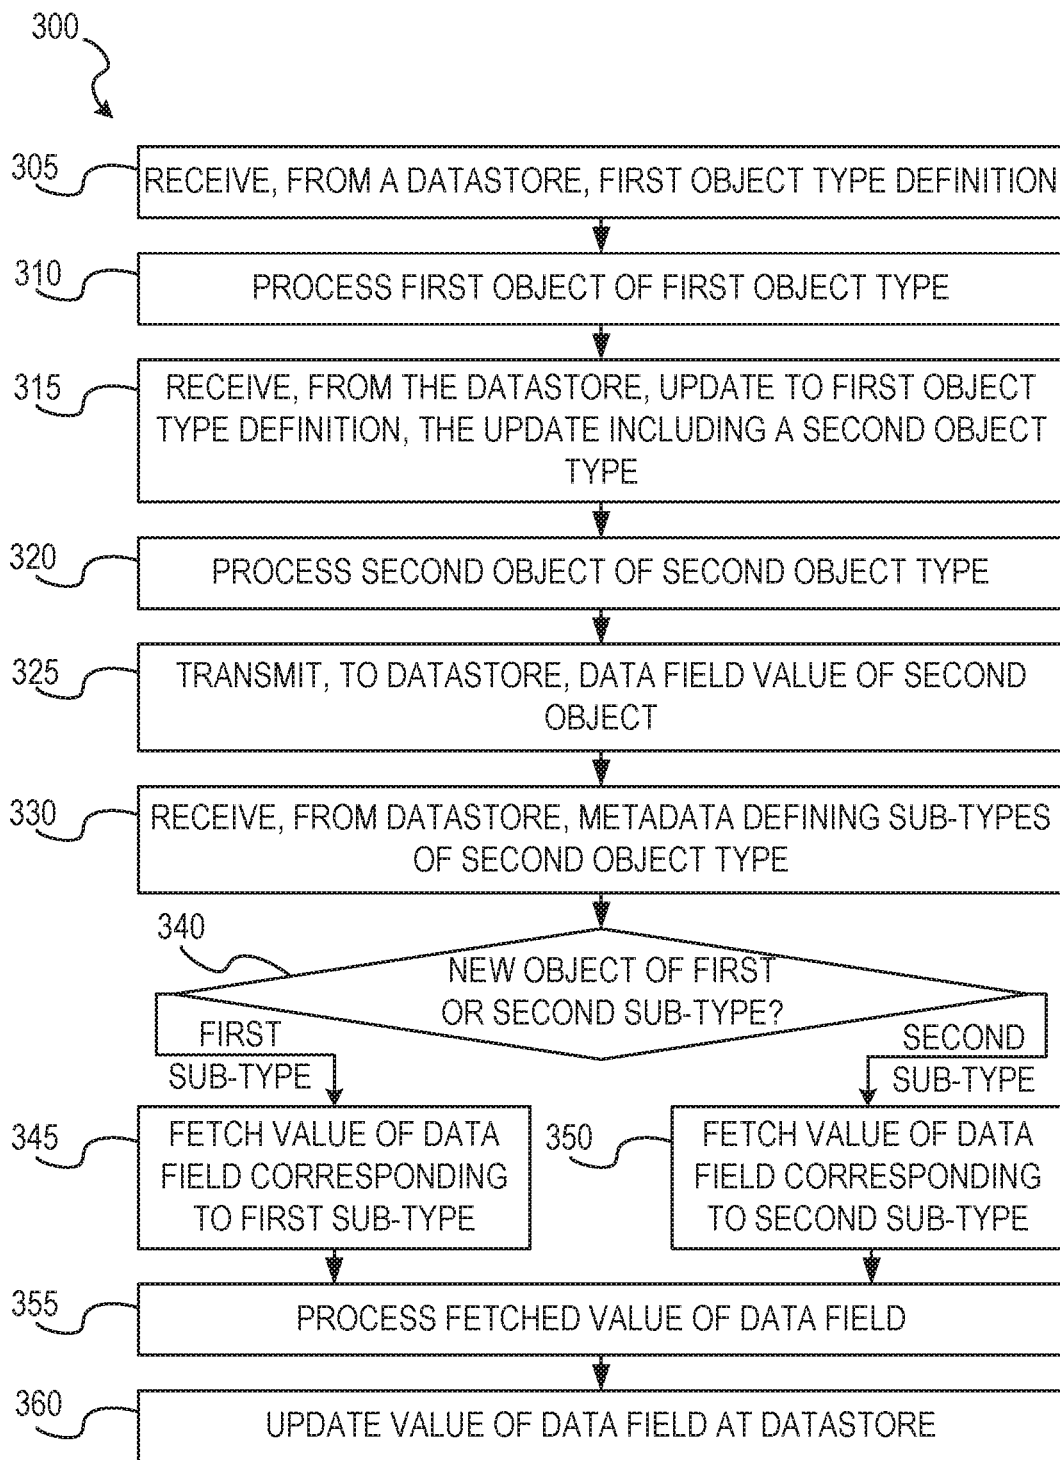 300
305
RECEIVE, FROM A DATASTORE, FIRST OBJECT TYPE DEFINITION
310
PROCESS FIRST OBJECT OF FIRST OBJECT TYPE
315
RECEIVE, FROM THE DATASTORE, UPDATE TO FIRST OBJECT
TYPE DEFINITION, THE UPDATE INCLUDING A SECOND OBJECT
TYPE
320
PROCESS SECOND OBJECT OF SECOND OBJECT TYPE
325
TRANSMIT, TO DATASTORE, DATA FIELD VALUE OF SECOND
OBJECT
330
RECEIVE, FROM DATASTORE, METADATA DEFINING SUB-TYPES
OF SECOND OBJECT TYPE
340
NEW OBJECT OF FIRST
OR SECOND SUB-TYPE?
FIRST
SUB-TYPE
SECOND
SUB-TYPE
345
FETCH VALUE OF DATA
FIELD CORRESPONDING
TO FIRST SUB-TYPE
350
FETCH VALUE OF DATA
FIELD CORRESPONDING
TO SECOND SUB-TYPE
355
PROCESS FETCHED VALUE OF DATA FIELD
360
UPDATE VALUE OF DATA FIELD AT DATASTORE